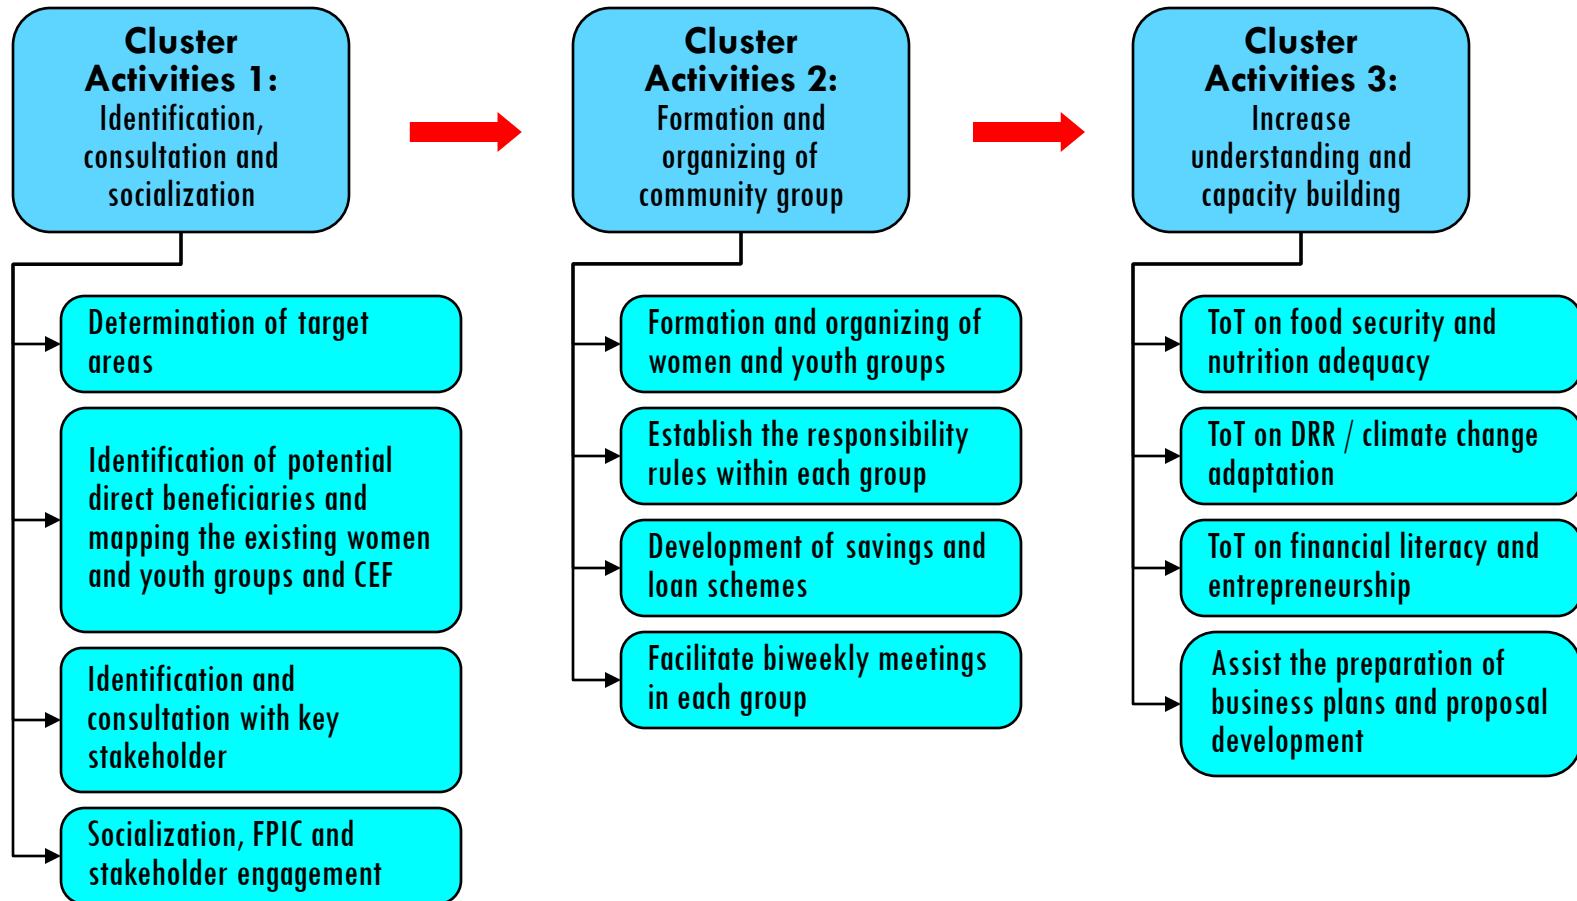 Cluster
Activities 1:
Identification,
consultation and
socialization
Determination of target
areas
Identification of potential
direct beneficiaries and
mapping the existing women
and youth groups and CEF
Identification and
consultation with key
stakeholder
Socialization, FPIC and
stakeholder engagement
Cluster
Activities 2:
Formation and
organizing of
community group
Formation and organizing of
women and youth groups
Establish the responsibility
rules within each group
Development of savings and
loan schemes
Facilitate biweekly meetings
in each group
Cluster
Activities 3:
Increase
understanding and
capacity building
ToT on food security and
nutrition adequacy
ToT on DRR / climate change
adaptation
ToT on financial literacy and
entrepreneurship
Assist the preparation of
business plans and proposal
development